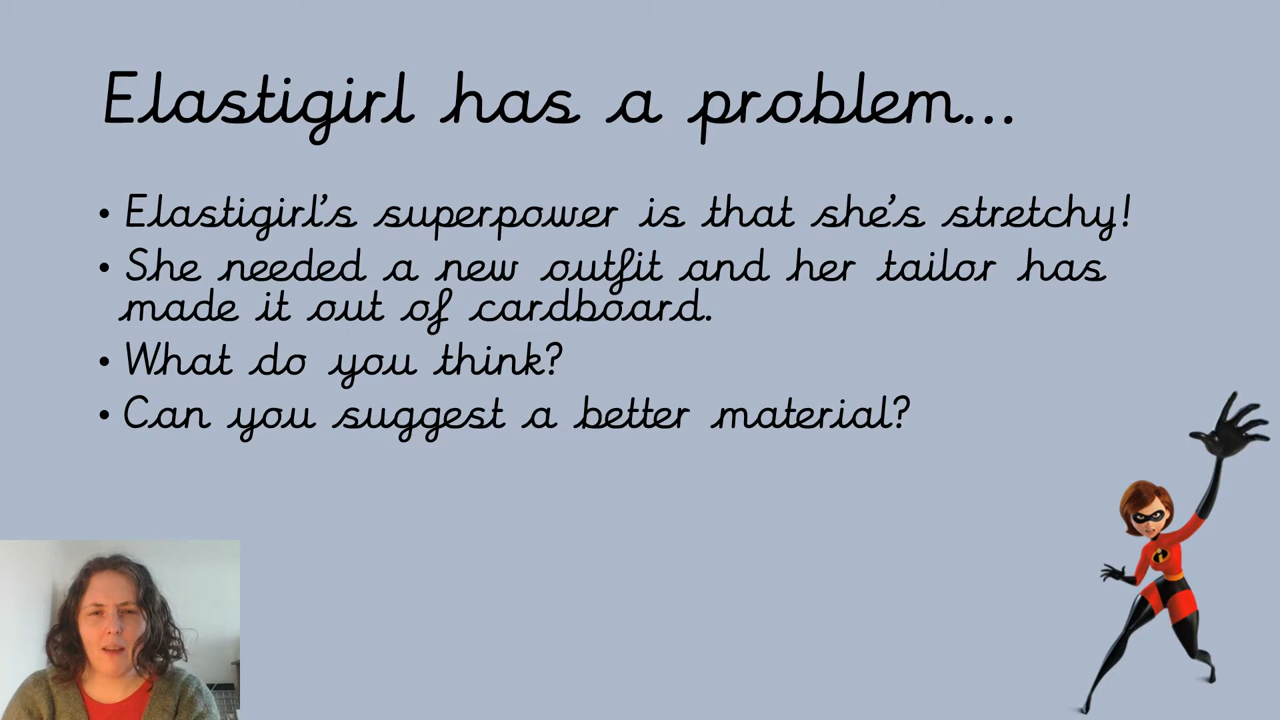 Elastigirl has a problem...
• Elastigirl's superpower is that she's stretchy!
• She needed a new outfit and her tailor has
made it out of cardboard.
• What do you think?
• Can you suggest a better material?